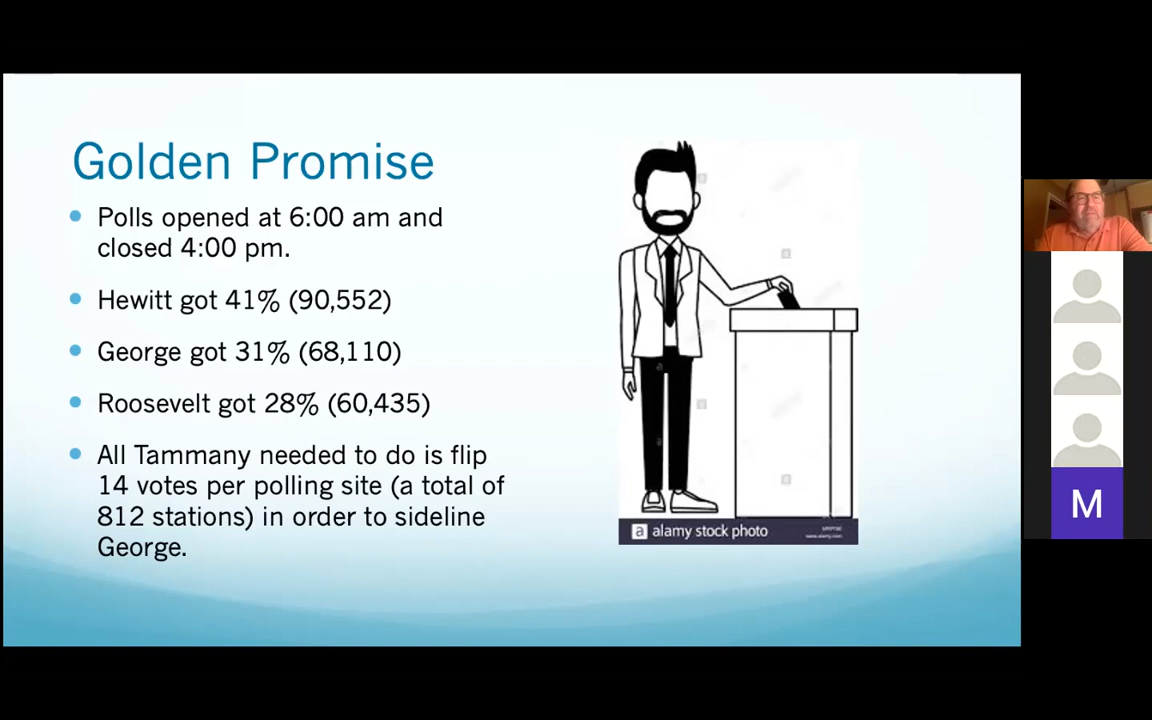 Golden Promise
Polls opened at 6:00 am and
closed 4:00 pm.
Hewitt got 41% (90,552)
George got 31% (68,110)
Roosevelt got 28% (60,435)
All Tammany needed to do is flip
14 votes per polling site (a total of
812 stations) in order to sideline
George.
a alamy stock photo
M